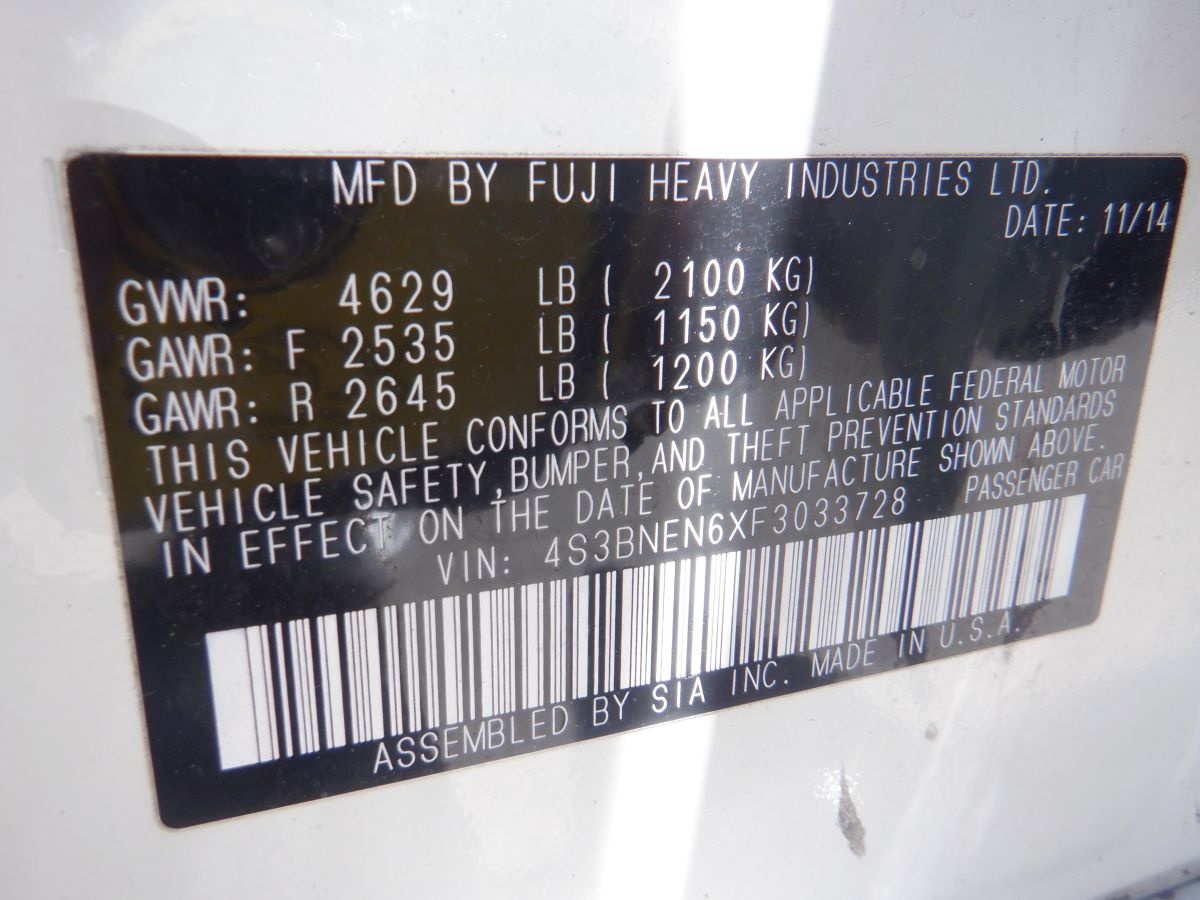 MFD BY FUJI HEAVY INDUSTRIES LTD.
DATE: 11/14
GVWR: 4629 LB ( 2100 KG)
GAWR: F 2535 LB ( 1150 KG)
GAWR: R 2645 LB ( 1200 KG)
THIS VEHICLE CONFORMS TO ALL APPLICABLE FEDERAL MOTOR
VEHICLE SAFETY, BUMPER, AND THEFT PREVENTION STANDARDS
IN EFFECT ON THE DATE OF MANUFACTURE SHOWN ABOVE.
VIN: 4S3BNEN6XF3033728 PASSENGER CAR
ASSEMBLED BY SIA INC. MADE IN U.S.A.